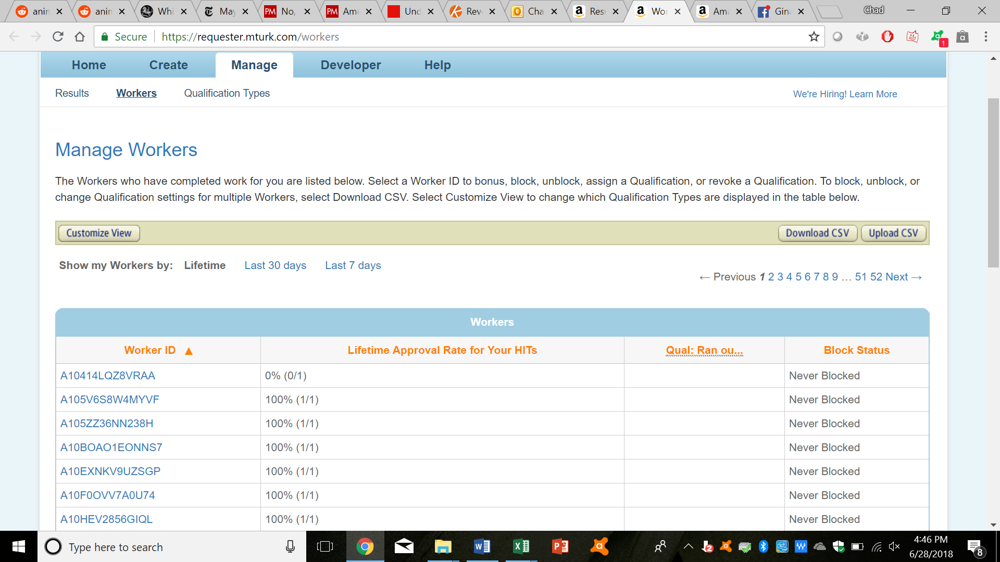 anin anin Whi May No, Ame Und Rev Cha Res Wor Ama Gina Chad
Secure https://requester.mturk.com/workers
1
Home Create Manage Developer Help
Results Workers Qualification Types We're Hiring! Learn More
Manage Workers
The Workers who have completed work for you are listed below. Select a Worker ID to bonus, block, unblock, assign a Qualification, or revoke a Qualification. To block, unblock, or
change Qualification settings for multiple Workers, select Download CSV. Select Customize View to change which Qualification Types are displayed in the table below.
Customize View Download CSV Upload CSV
Show my Workers by: Lifetime Last 30 days Last 7 days
← Previous 1 2 3 4 5 6 7 8 9 … 51 52 Next →
Workers
Worker ID ▲ Lifetime Approval Rate for Your HITs Qual: Ran ou... Block Status
A10414LQZ8VRAA 0% (0/1) Never Blocked
A105V6S8W4MYVF 100% (1/1) Never Blocked
A105ZZ36NN238H 100% (1/1) Never Blocked
A10BOAO1EONNS7 100% (1/1) Never Blocked
A10EXNKV9UZSGP 100% (1/1) Never Blocked
A10F0OVV7A0U74 100% (1/1) Never Blocked
A10HEV2856GIQL 100% (1/1) Never Blocked
Type here to search
4:46 PM
6/28/2018
8